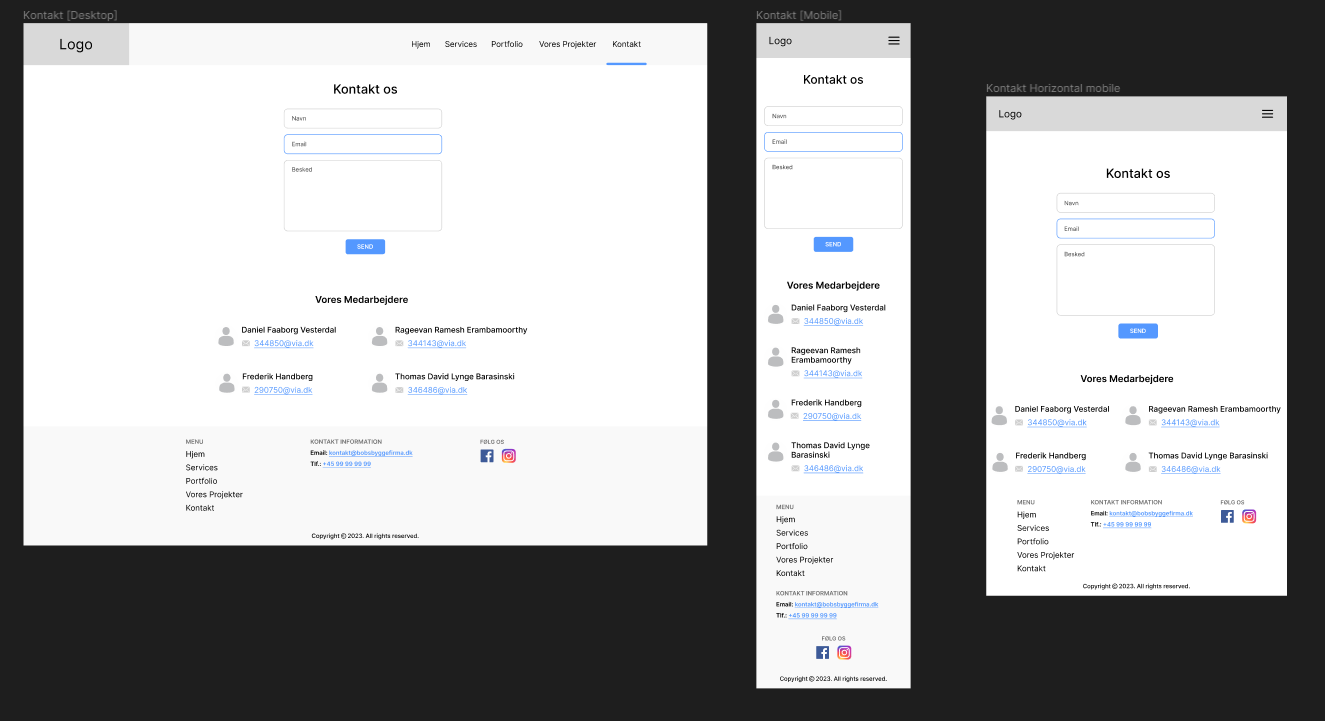 Kontakt [Desktop]
Logo
Hjem Services Portfolio Vores Projekter Kontakt
Kontakt os
Navn
Email
Besked
SEND
Vores Medarbejdere
Daniel Faaborg Vesterdal
344850@via.dk
Rageevan Ramesh Erambamoorthy
344143@via.dk
Frederik Handberg
290750@via.dk
Thomas David Lynge Barasinski
346486@via.dk
MENU
Hjem
Services
Portfolio
Vores Projekter
Kontakt
KONTAKT INFORMATION
Email: kontakt@bobsbyggefirma.dk
Tlf.: +45 99 99 99 99
FØLG OS
Copyright © 2023. All rights reserved.
Kontakt [Mobile]
Logo
Kontakt os
Navn
Email
Besked
SEND
Vores Medarbejdere
Daniel Faaborg Vesterdal
344850@via.dk
Rageevan Ramesh
Erambamoorthy
344143@via.dk
Frederik Handberg
290750@via.dk
Thomas David Lynge
Barasinski
346486@via.dk
MENU
Hjem
Services
Portfolio
Vores Projekter
Kontakt
KONTAKT INFORMATION
Email: kontakt@bobsbyggefirma.dk
Tlf.: +45 99 99 99 99
FØLG OS
Copyright © 2023. All rights reserved.
Kontakt Horizontal mobile
Logo
Kontakt os
Navn
Email
Besked
SEND
Vores Medarbejdere
Daniel Faaborg Vesterdal
344850@via.dk
Rageevan Ramesh Erambamoorthy
344143@via.dk
Frederik Handberg
290750@via.dk
Thomas David Lynge Barasinski
346486@via.dk
MENU
Hjem
Services
Portfolio
Vores Projekter
Kontakt
KONTAKT INFORMATION
Email: kontakt@bobsbyggefirma.dk
Tlf.: +45 99 99 99 99
FØLG OS
Copyright © 2023. All rights reserved.